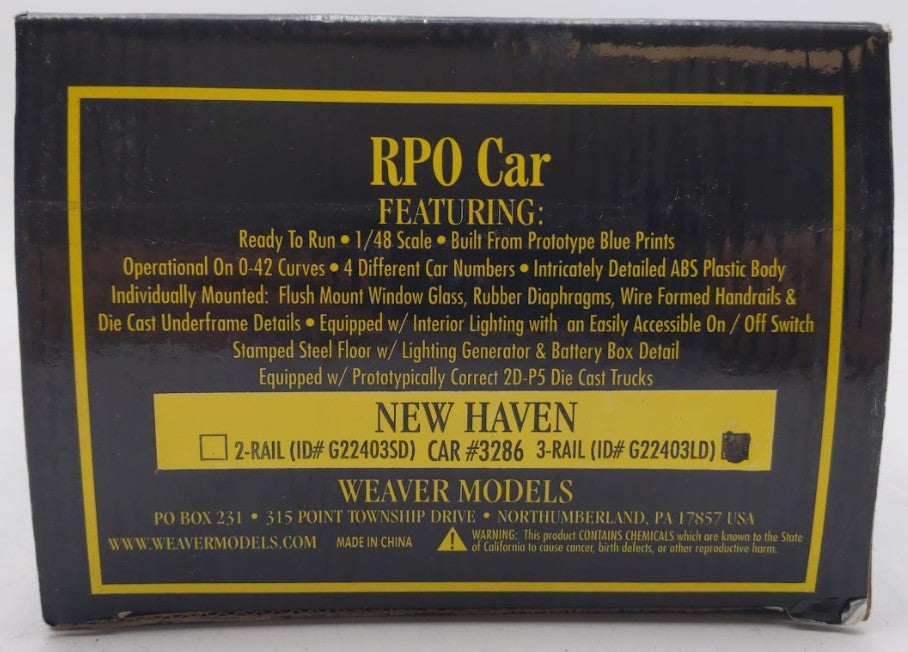 RPO Car
FEATURING:
Ready To Run • 1/48 Scale • Built From Prototype Blue Prints
Operational On 0-42 Curves • 4 Different Car Numbers • Intricately Detailed ABS Plastic Body
Individually Mounted: Flush Mount Window Glass, Rubber Diaphragms, Wire Formed Handrails &
Die Cast Underframe Details • Equipped w/ Interior Lighting with an Easily Accessible On / Off Switch
Stamped Steel Floor w/ Lighting Generator & Battery Box Detail
Equipped w/ Prototypically Correct 2D-P5 Die Cast Trucks
NEW HAVEN
2-RAIL (ID# G22403SD) CAR #3286 3-RAIL (ID# G22403LD)
WEAVER MODELS
PO BOX 231 • 315 POINT TOWNSHIP DRIVE • NORTHUMBERLAND, PA 17857 USA
WWW.WEAVERMODELS.COM MADE IN CHINA WARNING: This product CONTAINS CHEMICALS which are known to the State
of California to cause cancer, birth defects, or other reproductive harm.